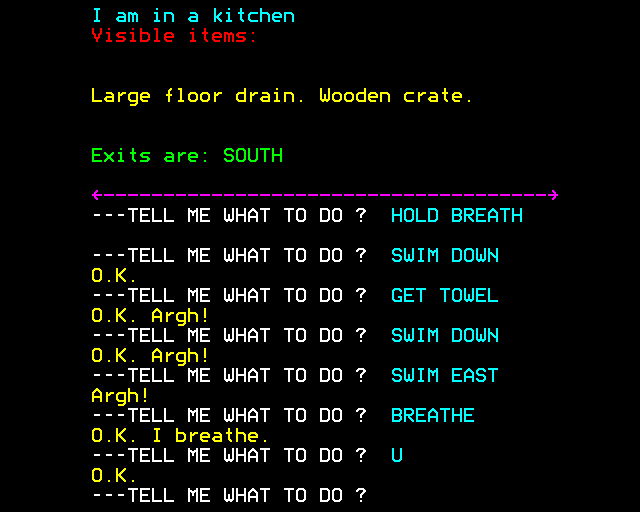 I am in a kitchen
Visible items:
Large floor drain. Wooden crate.
Exits are: SOUTH
---TELL ME WHAT TO DO ? HOLD BREATH
---TELL ME WHAT TO DO ? SWIM DOWN
O.K.
---TELL ME WHAT TO DO ? GET TOWEL
O.K. Argh!
---TELL ME WHAT TO DO ? SWIM DOWN
O.K. Argh!
---TELL ME WHAT TO DO ? SWIM EAST
Argh!
---TELL ME WHAT TO DO ? BREATHE
O.K. I breathe.
---TELL ME WHAT TO DO ? U
O.K.
---TELL ME WHAT TO DO ?